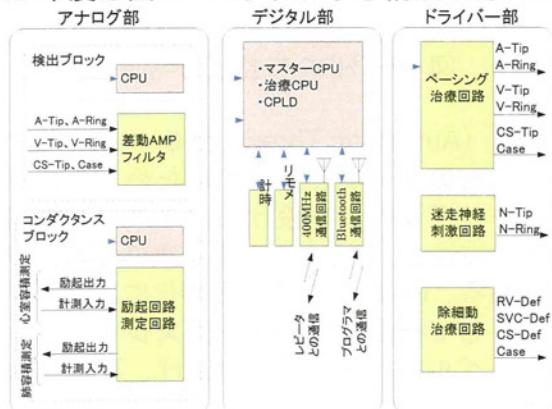 アナログ部
デジタル部
ドライバー部
検出ブロック
CPU
A-Tip、A-Ring
V-Tip、V-Ring
CS-Tip、Case
差動AMP
フィルタ
コンダクタンス
ブロック
CPU
心室容積測定
励起出力
計測入力
肺容積測定
励起出力
計測入力
励起回路
測定回路
・マスターCPU
・治療CPU
・CPLD
計時
リモメ
400MHz
通信回路
Bluetooth
通信回路
レピータ
との通信
プログラマ
との通信
ペーシング
治療回路
A-Tip
A-Ring
V-Tip
V-Ring
CS-Tip
Case
迷走神経
刺激回路
N-Tip
N-Ring
除細動
治療回路
RV-Def
SVC-Def
CS-Def
Case